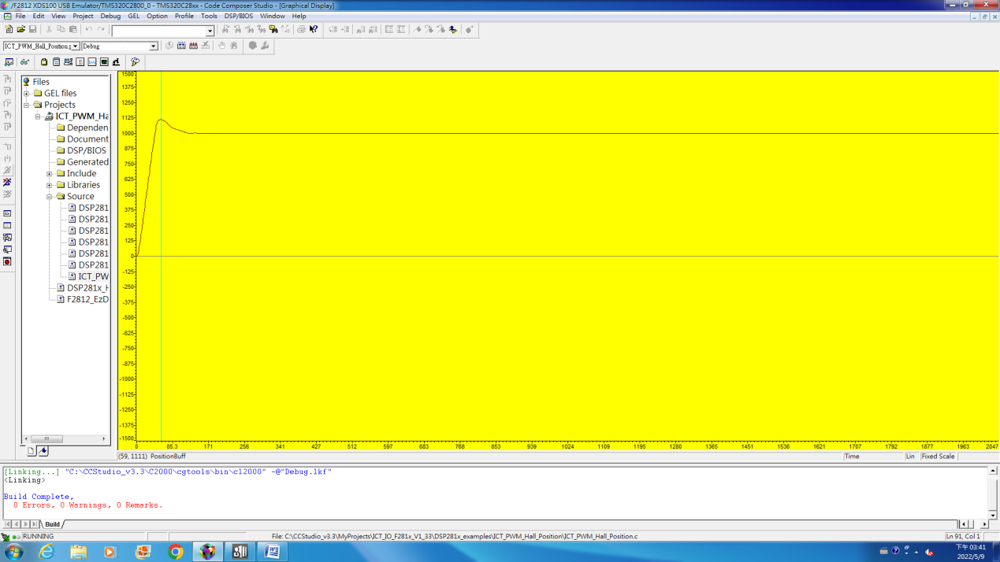 /F2812 XDS100 USB Emulator/TMS320C2800_0 - TMS320C28xx - Code Composer Studio - [Graphical Display]
File Edit View Project Debug GEL Option Profile Tools DSP/BIOS Window Help
ICT_PWM_Hall_Position.p Debug
Files
GEL files
Projects
ICT_PWM_Ha
Dependen
Document
DSP/BIOS
Generated
Include
Libraries
Source
DSP281
DSP281
DSP281
DSP281
DSP281
DSP281
ICT_PW
DSP281x_H
F2812_EzD
1500
1375
1250
1125
1000
875
750
625
500
375
250
125
0
-125
-250
-375
-500
-625
-750
-875
-1000
-1125
-1250
-1375
-1500
0 85.3 171 256 341 427 512 597 683 768 853 939 1024 1109 1195 1280 1365 1451 1536 1621 1707 1792 1877 1963 2047
(59, 1111) PositionBuff Time Lin Fixed Scale
[Linking...] "C:\CCStudio_v3.3\C2000\cgtools\bin\cl2000" -@"Debug.lkf"
<Linking>
Build Complete,
0 Errors, 0 Warnings, 0 Remarks.
Build
RUNNING File: C:\CCStudio_v3.3\MyProjects\ICT_IO_F281x_V1_33\DSP281x_examples\ICT_PWM_Hall_Position\ICT_PWM_Hall_Position.c Ln 91, Col 1
下午 03:41
2022/5/9